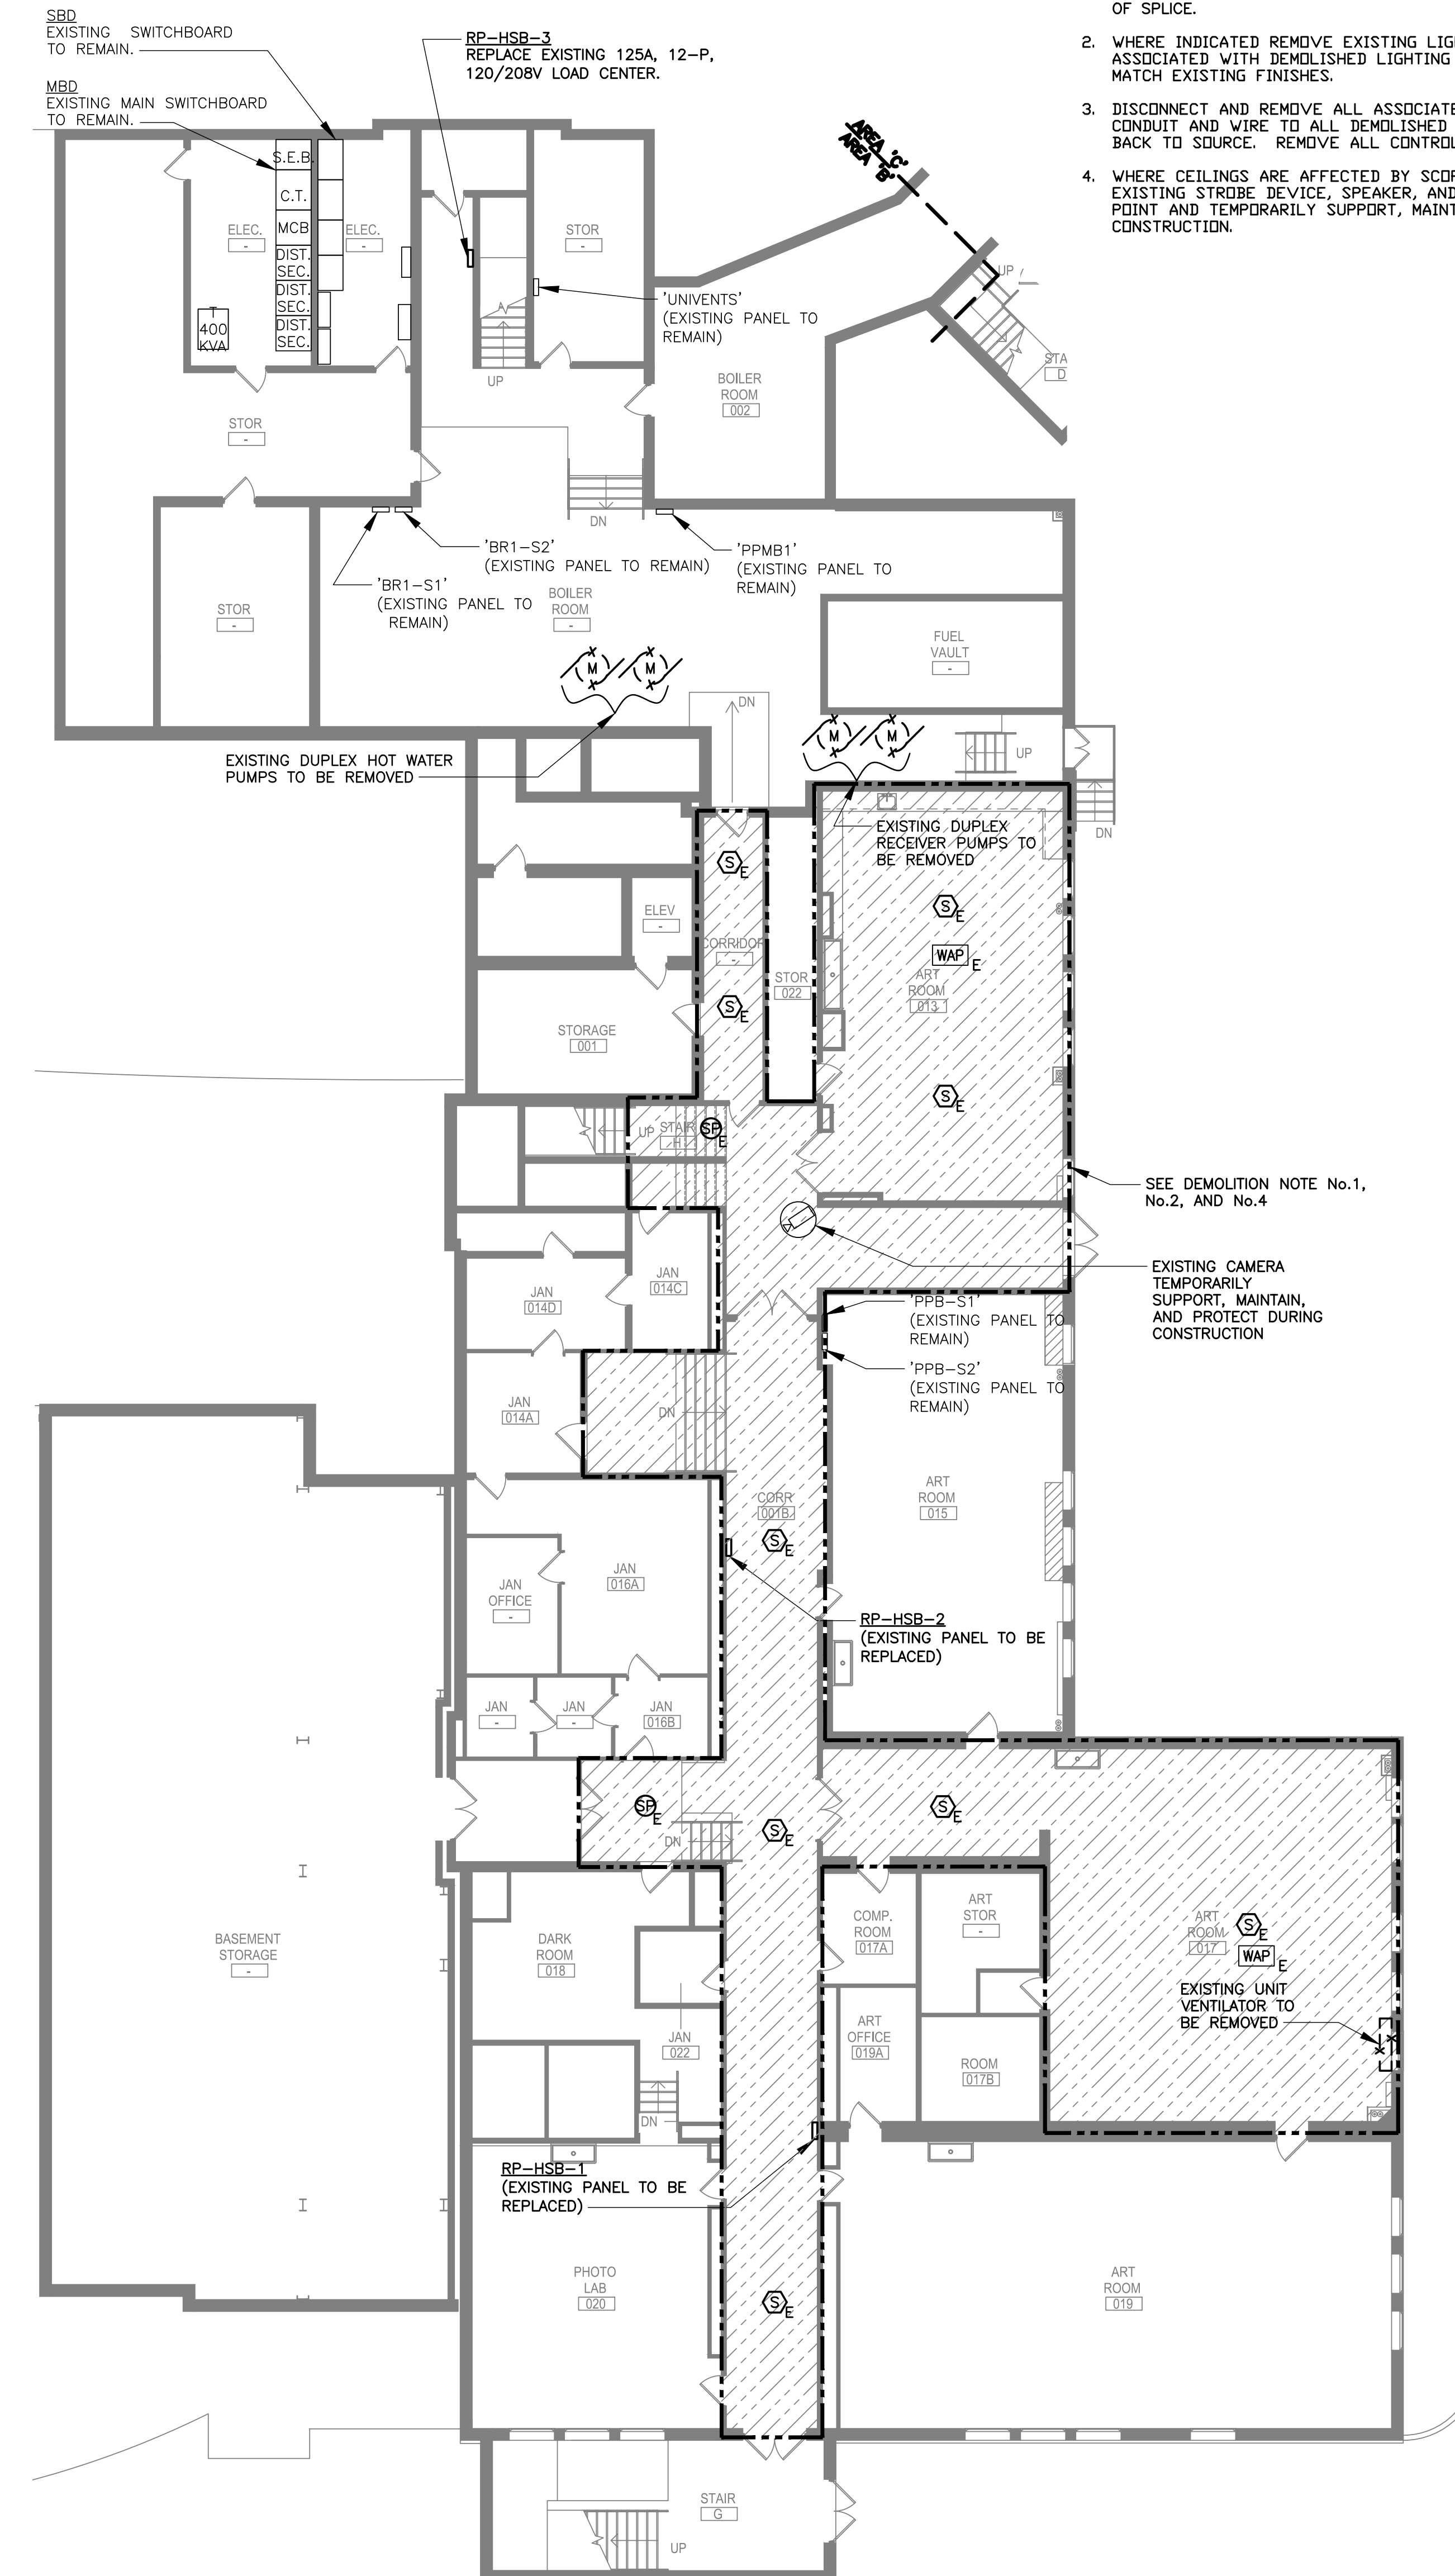 SBD
EXISTING SWITCHBOARD
TO REMAIN.
MBD
EXISTING MAIN SWITCHBOARD
TO REMAIN.
RP-HSB-3
REPLACE EXISTING 125A, 12-P,
120/208V LOAD CENTER.
OF SPLICE.
2. WHERE INDICATED REMOVE EXISTING
ASSOCIATED WITH DEMOLISHED LIGHTING
MATCH EXISTING FINISHES.
3. DISCONNECT AND REMOVE ALL
CONDUIT AND WIRE TO ALL DEMOLISHED
BACK TO SOURCE. REMOVE ALL
4. WHERE CEILINGS ARE AFFECTED BY
EXISTING STROBE DEVICE, SPEAKER, AND
POINT AND TEMPORARILY SUPPORT,
CONSTRUCTION.
AREA 'C'
AREA 'B'
S.E.B.
C.T.
MCB
DIST.
SEC.
DIST.
SEC.
DIST.
SEC.
ELEC.
-
ELEC.
-
T
400
KVA
STOR
-
UP
'UNIVENTS'
(EXISTING PANEL TO
REMAIN)
UP
BOILER
ROOM
002
D
STOR
-
DN
'BR1-S2'
(EXISTING PANEL TO REMAIN)
'PPMB1'
(EXISTING PANEL TO
REMAIN)
'BR1-S1'
(EXISTING PANEL TO
REMAIN)
STOR
-
BOILER
ROOM
-
FUEL
VAULT
-
M
M
DN
M
M
UP
EXISTING DUPLEX HOT WATER
PUMPS TO BE REMOVED
DN
EXISTING DUPLEX
RECEIVER PUMPS TO
BE REMOVED
S E
S E
ELEV
-
CORRIDOR
-
WAP E
ART
ROOM
013
STOR
022
S E
STORAGE
001
S E
UP
STAIR
H
SP E
SEE DEMOLITION NOTE No.1,
No.2, AND No.4
EXISTING CAMERA
TEMPORARILY
SUPPORT, MAINTAIN,
AND PROTECT DURING
CONSTRUCTION
JAN
014C
JAN
014D
'PPB-S1'
(EXISTING PANEL TO
REMAIN)
'PPB-S2'
(EXISTING PANEL TO
REMAIN)
JAN
014A
DN
ART
ROOM
015
CORR
001B
S E
JAN
016A
JAN
OFFICE
-
RP-HSB-2
(EXISTING PANEL TO BE
REPLACED)
JAN
-
JAN
-
JAN
016B
SP E
DN
S E
S E
BASEMENT
STORAGE
-
DARK
ROOM
018
COMP.
ROOM
017A
ART
STOR
-
ART
ROOM
017
S E
WAP E
EXISTING UNIT
VENTILATOR TO
BE REMOVED
JAN
022
ART
OFFICE
019A
ROOM
017B
DN
RP-HSB-1
(EXISTING PANEL TO BE
REPLACED)
PHOTO
LAB
020
S E
ART
ROOM
019
STAIR
G
UP